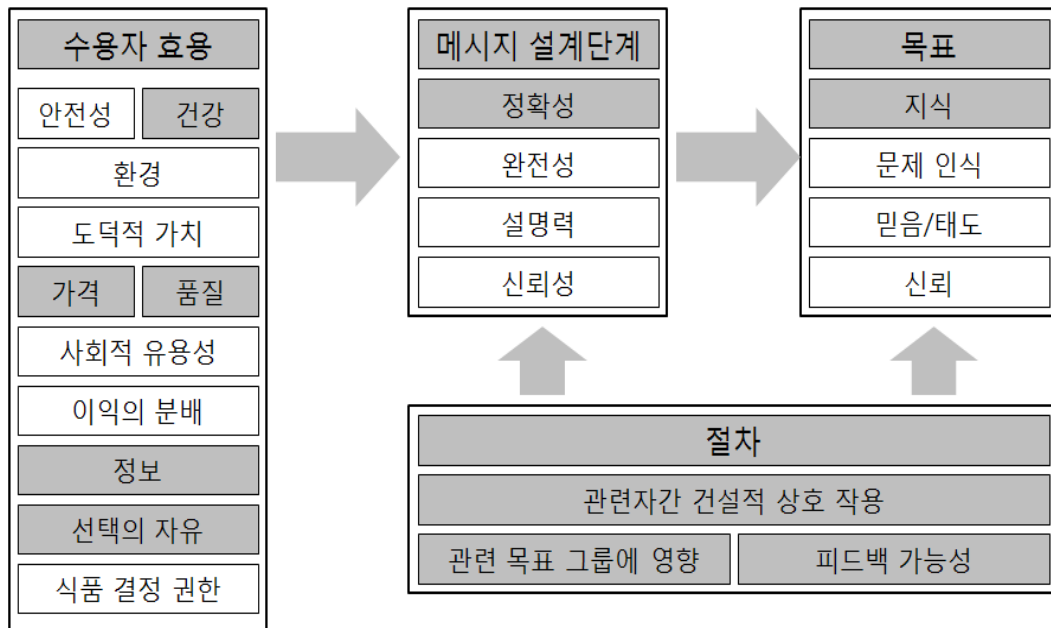 수용자 효용
안전성 건강
환경
도덕적 가치
가격 품질
사회적 유용성
이익의 분배
정보
선택의 자유
식품 결정 권한
메시지 설계단계
정확성
완전성
설명력
신뢰성
목표
지식
문제 인식
믿음/태도
신뢰
절차
관련자간 건설적 상호 작용
관련 목표 그룹에 영향 피드백 가능성